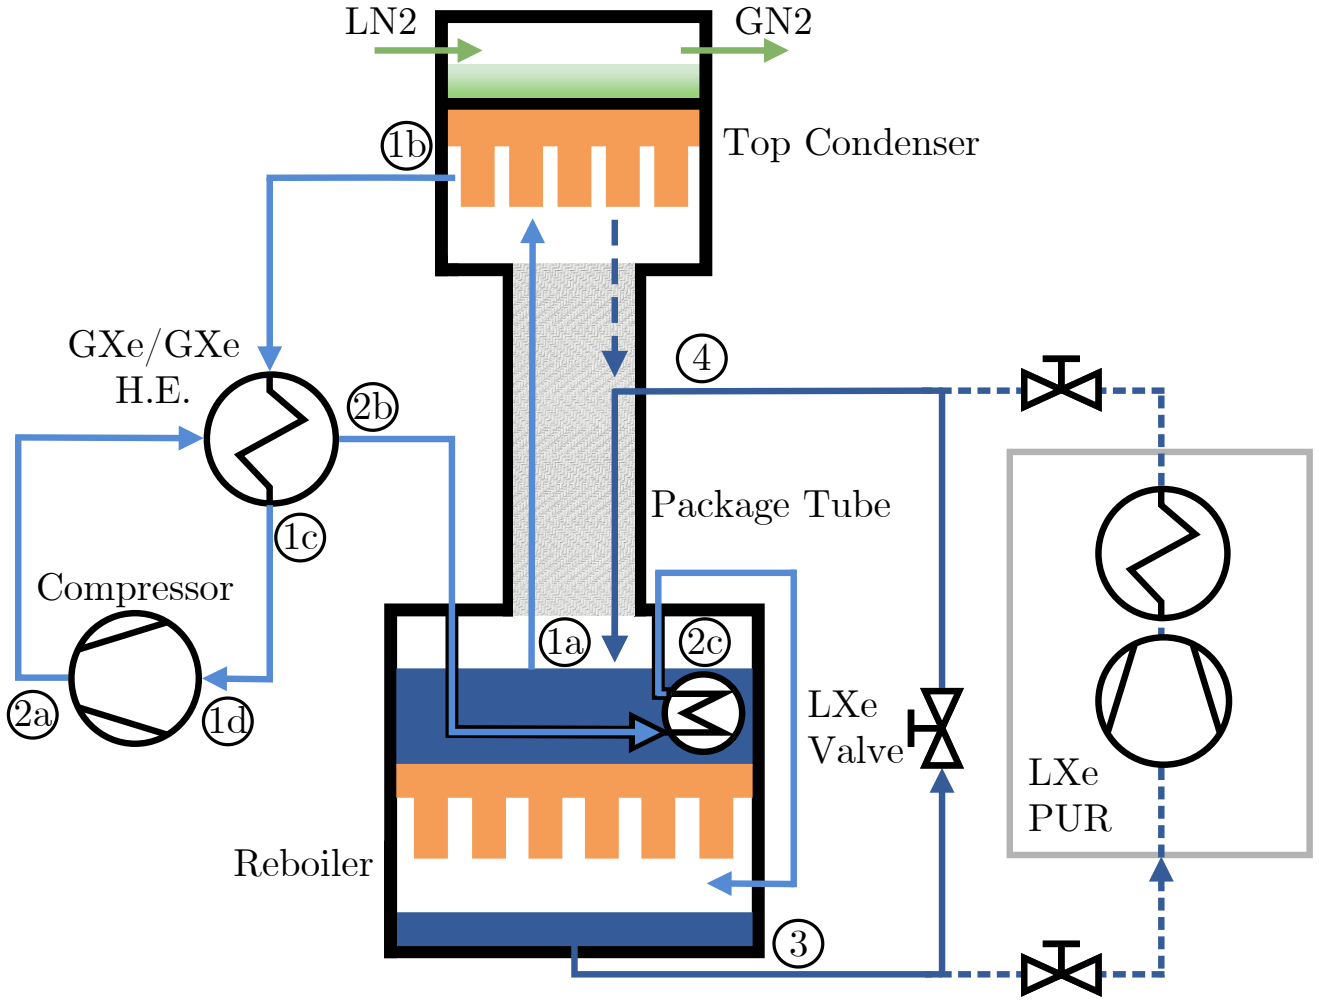 LN2
GN2
1b
Top Condenser
GXe/GXe
H.E.
2b
4
1c
Package Tube
Compressor
1a
2c
2a
1d
LXe
Valve
LXe
PUR
Reboiler
3